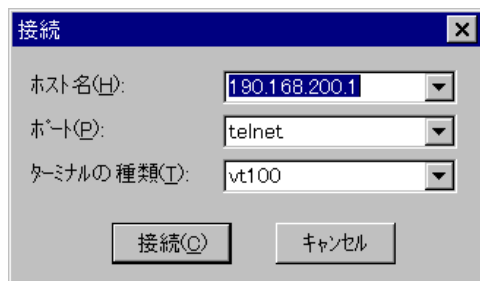 接続
ホスト名(H): 190.168.200.1
ポート(P): telnet
ターミナルの種類(T): vt100
接続(C) キャンセル